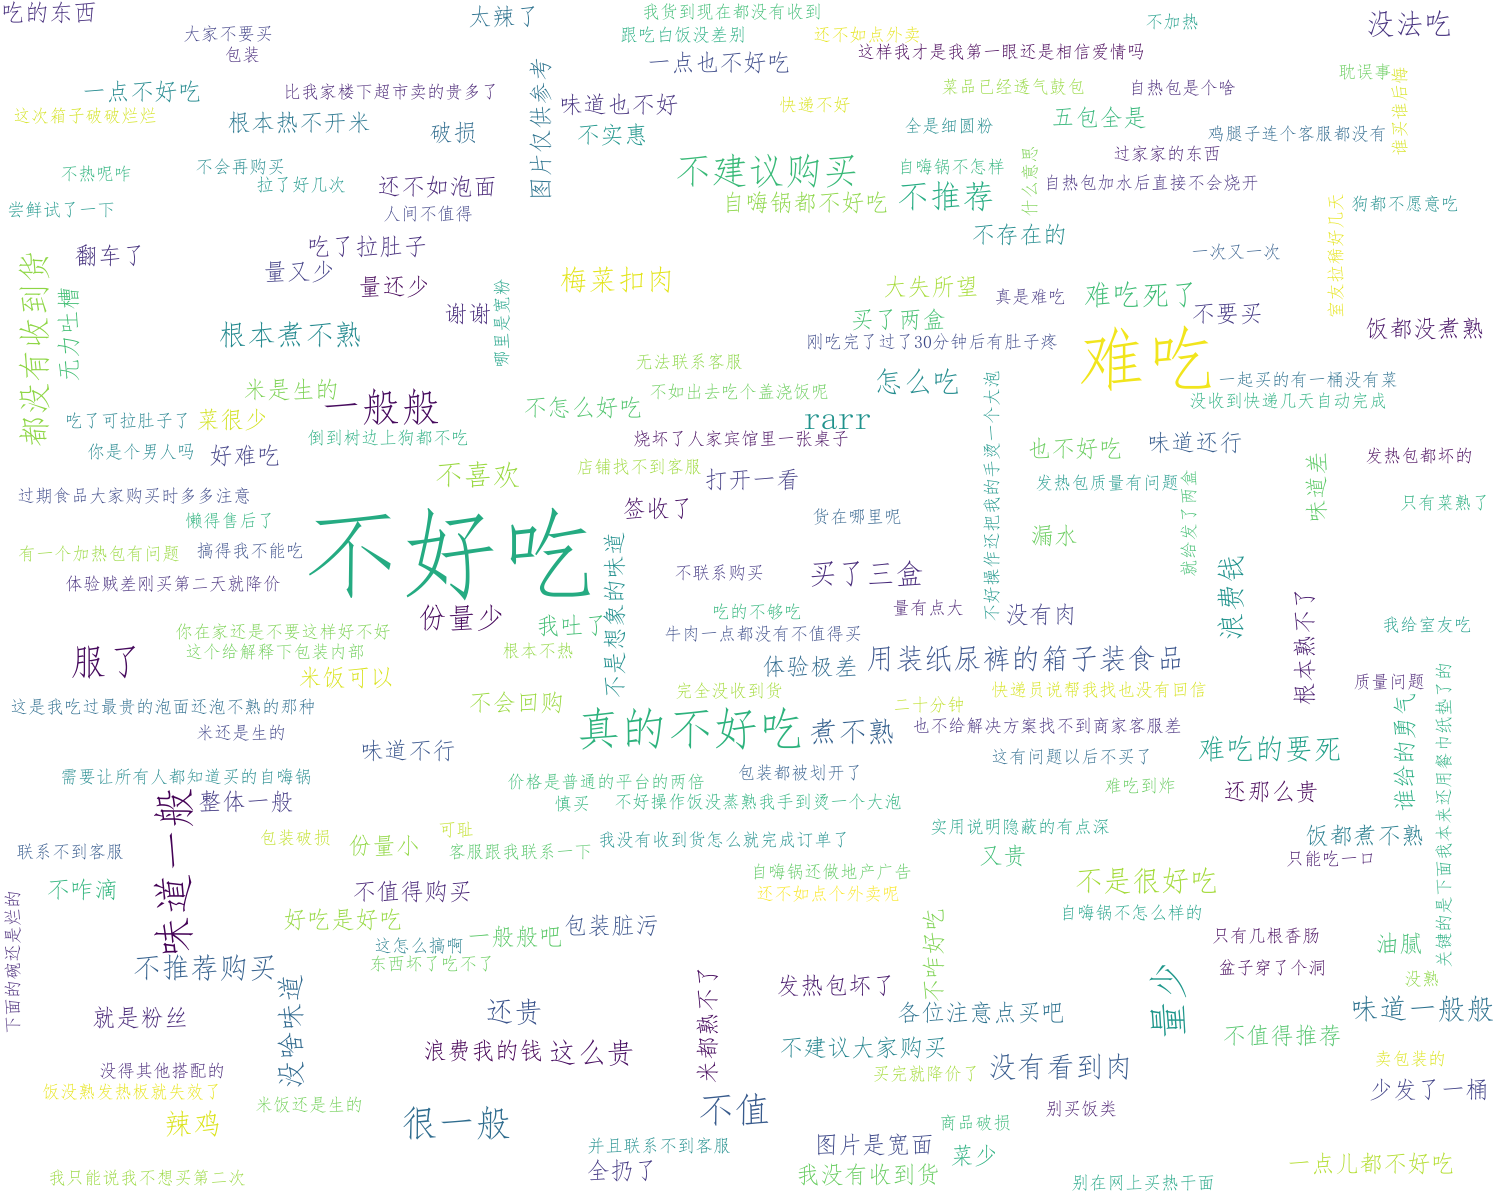 吃的东西
太辣了
我货到现在都没有收到
不加热
没法吃
大家不要买
跟吃白饭没差别
还不如点外卖
包装
这样我才是我第一眼还是相信爱情吗
一点也不好吃
耽误事
谁买谁后悔
一点不好吃
比我家楼下超市卖的贵多了
图片仅供参考
味道也不好
快递不好
菜品已经透气鼓包
自热包是个啥
这次箱子破破烂烂
根本热不开米
破损
不实惠
全是细圆粉
五包全是
鸡腿子连个客服都没有
不热呢咋
不会再购买
不建议购买
自嗨锅不怎样
什么意思
过家家的东西
拉了好几次
还不如泡面
不推荐
自热包加水后直接不会烧开
尝鲜试了一下
人间不值得
自嗨锅都不好吃
狗都不愿意吃
不存在的
室友拉稀好几天
翻车了
吃了拉肚子
一次又一次
都没有收到货
无力吐槽
量又少
量还少
梅菜扣肉
大失所望
真是难吃
难吃死了
谢谢
哪里是宽粉
买了两盒
不要买
根本煮不熟
刚吃完了过了30分钟后有肚子疼
难吃
饭都没煮熟
米是生的
无法联系客服
怎么吃
一起买的有一桶没有菜
一般般
不怎么好吃
不如出去吃个盖浇饭呢
没收到快递几天自动完成
吃了可拉肚子了
菜很少
rarr
不好操作还把我的手烫一个大泡
倒到树边上狗都不吃
烧坏了人家宾馆里一张桌子
也不好吃
味道还行
你是个男人吗
好难吃
店铺找不到客服
发热包都坏的
不喜欢
打开一看
发热包质量有问题
就给发了两盒
味道差
过期食品大家购买时多多注意
签收了
只有菜熟了
懒得售后了
不好吃
货在哪里呢
漏水
有一个加热包有问题
搞得我不能吃
不是想象的味道
不联系购买
买了三盒
浪费钱
体验贼差刚买第二天就降价
份量少
吃的不够吃
量有点大
没有肉
根本熟不了
你在家还是不要这样好不好
我吐了
牛肉一点都没有不值得买
我给室友吃
这个给解释下包装内部
根本不热
服了
米饭可以
体验极差
用装纸尿裤的箱子装食品
质量问题
关键的是下面我本来还用餐巾纸垫了的
不会回购
完全没收到货
二十分钟
快递员说帮我找也没有回信
谁给的勇气
这是我吃过最贵的泡面还泡不熟的那种
真的不好吃
煮不熟
也不给解决方案找不到商家客服差
米还是生的
味道不行
这有问题以后不买了
难吃的要死
需要让所有人都知道买的自嗨锅
价格是普通的平台的两倍
包装都被划开了
难吃到炸
还那么贵
味道一般
整体一般
慎买
不好操作饭没蒸熟我手到烫一个大泡
包装破损
可耻
份量小
我没有收到货怎么就完成订单了
实用说明隐蔽的有点深
饭都煮不熟
联系不到客服
客服跟我联系一下
又贵
只能吃一口
不咋滴
不值得购买
自嗨锅还做地产广告
不是很好吃
还不如点个外卖呢
下面的碗还是烂的
好吃是好吃
包装脏污
不咋好吃
自嗨锅不怎么样的
只有几根香肠
一般般吧
这怎么搞啊
油腻
不推荐购买
东西坏了吃不了
盆子穿了个洞
没啥味道
米都熟不了
发热包坏了
量少
没熟
就是粉丝
还贵
各位注意点买吧
味道一般般
不值得推荐
浪费我的钱
这么贵
不建议大家购买
没得其他搭配的
买完就降价了
没有看到肉
卖包装的
饭没熟发热板就失效了
少发了一桶
米饭还是生的
不值
别买饭类
辣鸡
很一般
商品破损
并且联系不到客服
图片是宽面
菜少
一点儿都不好吃
全扔了
我没有收到货
我只能说我不想买第二次
别在网上买热干面